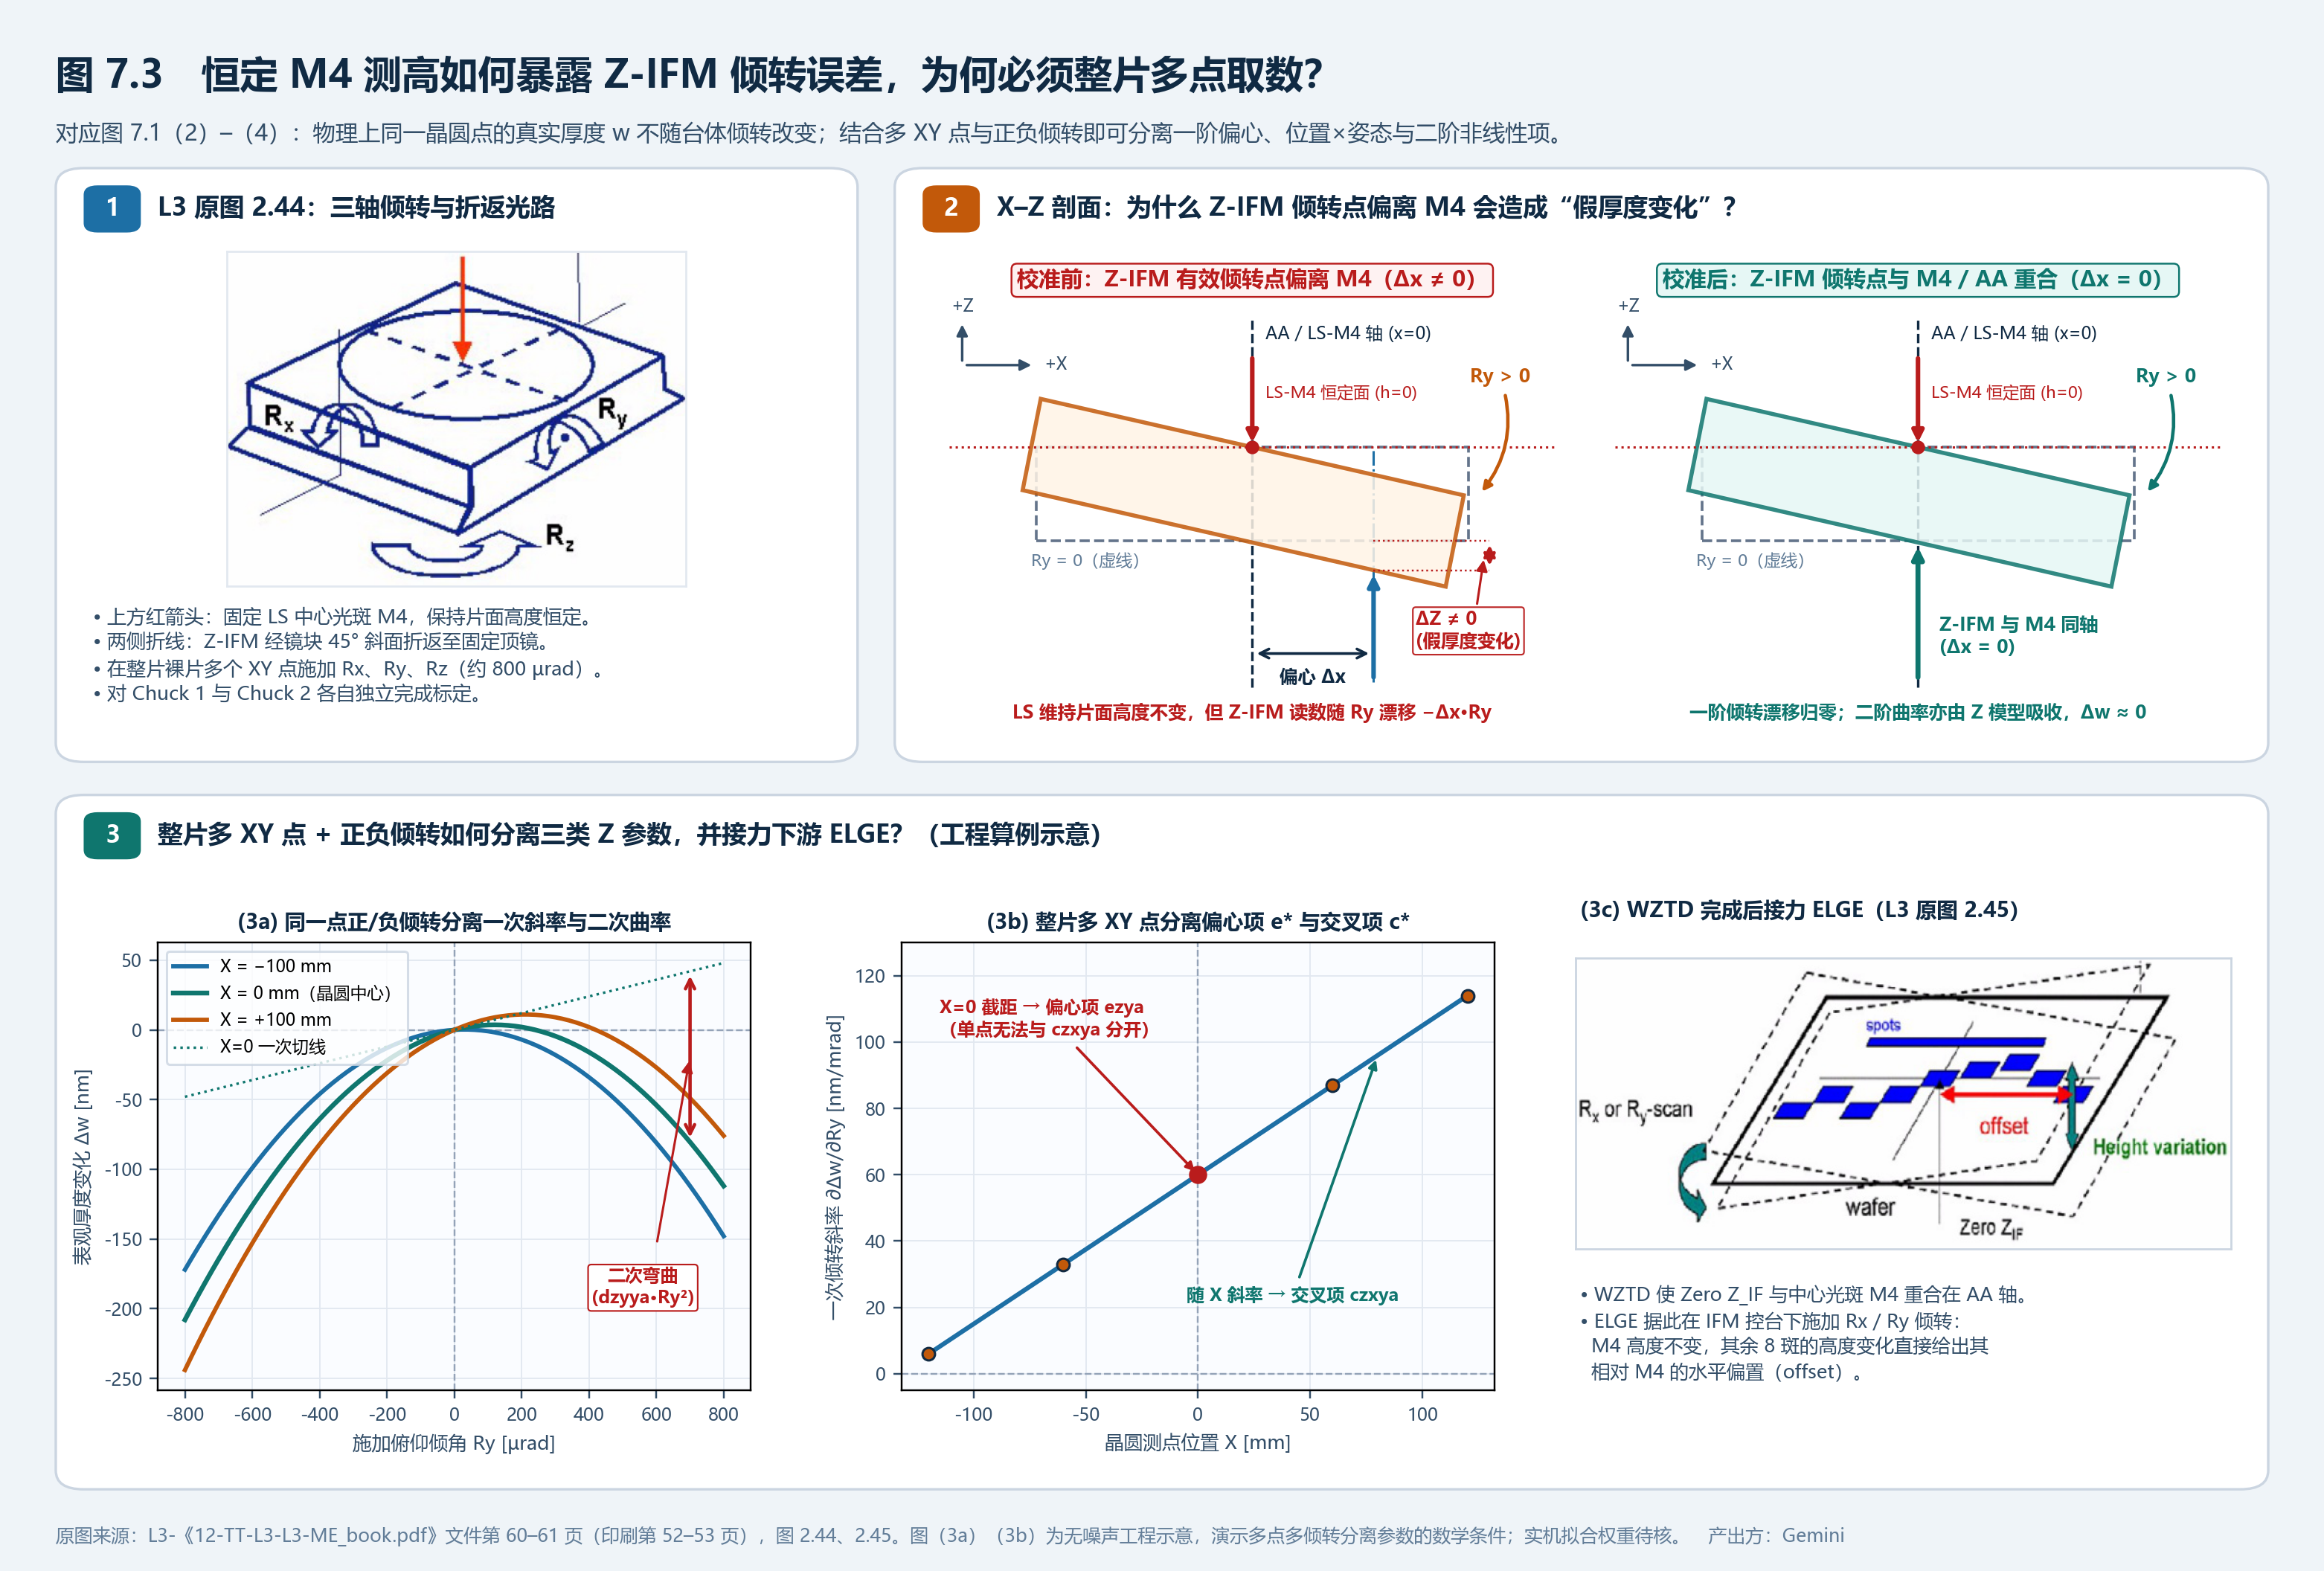 图 7.3 恒定 M4 测高如何暴露 Z-IFM 倾转误差，为何必须整片多点取数？
对应图 7.1（2）–（4）：物理上同一晶圆点的真实厚度 w 不随台体倾转改变；结合多 XY 点与正负倾转即可分离一阶偏心、位置×姿态与二阶非线性项。
1
L3 原图 2.44：三轴倾转与折返光路
Rx
Ry
Rz
• 上方红箭头：固定 LS 中心光斑 M4，保持片面高度恒定。
• 两侧折线：Z-IFM 经镜块 45° 斜面折返至固定顶镜。
• 在整片裸片多个 XY 点施加 Rx、Ry、Rz（约 800 μrad）。
• 对 Chuck 1 与 Chuck 2 各自独立完成标定。
2
X–Z 剖面：为什么 Z-IFM 倾转点偏离 M4 会造成“假厚度变化”？
校准前：Z-IFM 有效倾转点偏离 M4（Δx ≠ 0）
+Z
+X
AA / LS-M4 轴 (x=0)
LS-M4 恒定面 (h=0)
Ry > 0
Ry = 0（虚线）
ΔZ ≠ 0
(假厚度变化)
偏心 Δx
LS 维持片面高度不变，但 Z-IFM 读数随 Ry 漂移 −Δx•Ry
校准后：Z-IFM 倾转点与 M4 / AA 重合（Δx = 0）
+Z
+X
AA / LS-M4 轴 (x=0)
LS-M4 恒定面 (h=0)
Ry > 0
Ry = 0（虚线）
Z-IFM 与 M4 同轴
(Δx = 0)
一阶倾转漂移归零；二阶曲率亦由 Z 模型吸收，Δw ≈ 0
3
整片多 XY 点 + 正负倾转如何分离三类 Z 参数，并接力下游 ELGE？（工程算例示意）
(3a) 同一点正/负倾转分离一次斜率与二次曲率
X = −100 mm
X = 0 mm（晶圆中心）
X = +100 mm
X=0 一次切线
50
0
-50
-100
-150
-200
-250
表观厚度变化 Δw [nm]
二次弯曲
(dzyya•Ry²)
-800 -600 -400 -200 0 200 400 600 800
施加俯仰倾角 Ry [μrad]
(3b) 整片多 XY 点分离偏心项 e* 与交叉项 c*
120
100
80
60
40
20
0
一次倾转斜率 ∂Δw/∂Ry [nm/mrad]
X=0 截距 → 偏心项 ezya
（单点无法与 czxya 分开）
随 X 斜率 → 交叉项 czxya
-100 -50 0 50 100
晶圆测点位置 X [mm]
(3c) WZTD 完成后接力 ELGE（L3 原图 2.45）
spots
Rx or Ry-scan
offset
Height variation
wafer
Zero ZIF
• WZTD 使 Zero Z_IF 与中心光斑 M4 重合在 AA 轴。
• ELGE 据此在 IFM 控台下施加 Rx / Ry 倾转：
M4 高度不变，其余 8 斑的高度变化直接给出其
相对 M4 的水平偏置（offset）。
原图来源：L3-《12-TT-L3-L3-ME_book.pdf》文件第 60–61 页（印刷第 52–53 页），图 2.44、2.45。图（3a）（3b）为无噪声工程示意，演示多点多倾转分离参数的数学条件；实机拟合权重待核。 产出方：Gemini